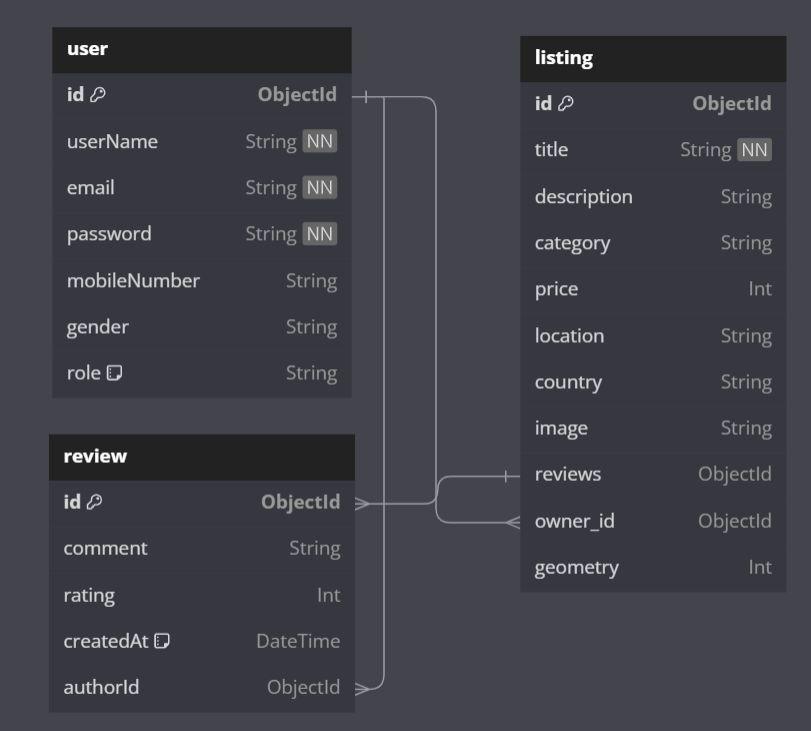 user
id ObjectId
userName String NN
email String NN
password String NN
mobileNumber String
gender String
role String
review
id ObjectId
comment String
rating Int
createdAt DateTime
authorId ObjectId
listing
id ObjectId
title String NN
description String
category String
price Int
location String
country String
image String
reviews ObjectId
owner_id ObjectId
geometry Int